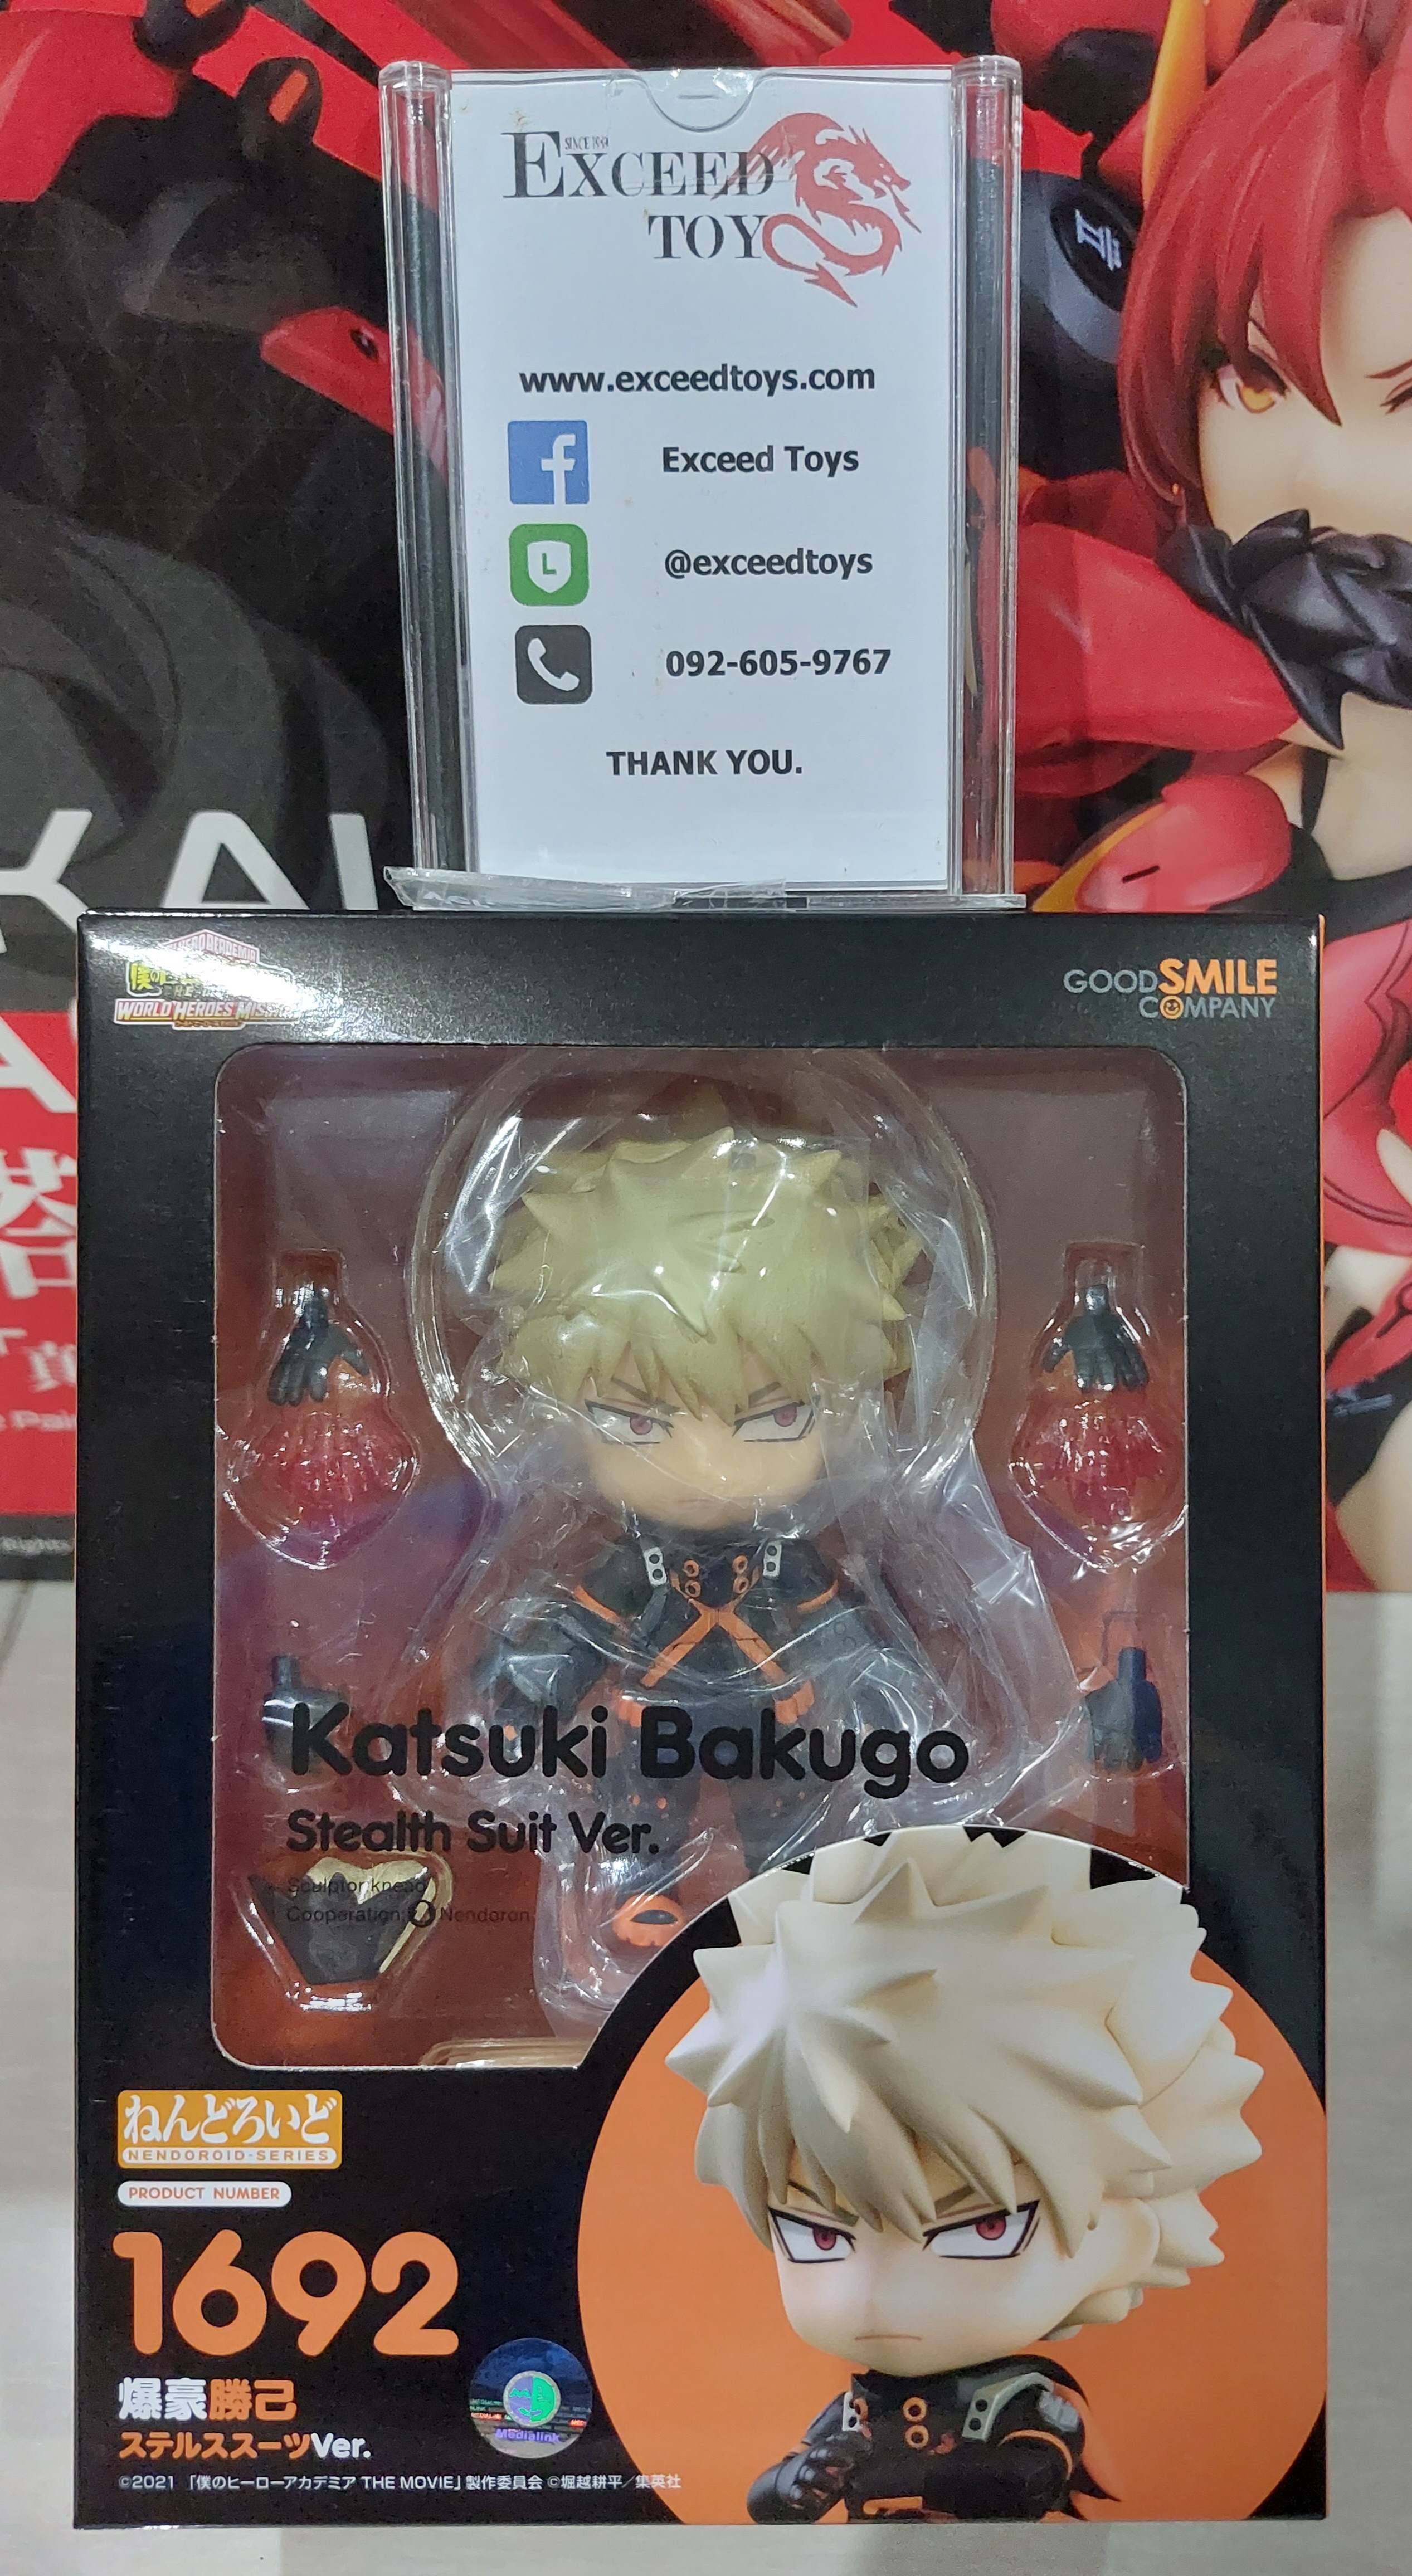 SINCE 1989
EXCEED
TOY
www.exceedtoys.com
Exceed Toys
L
@exceedtoys
092-605-9767
THANK YOU.
WORLD HEROES
GOODSMILE
COMPANY
Katsuki Bakugo
Stealth Suit Ver.
Sculptor:knead
Cooperation: Nendoron
ねんどろいど
NENDOROID-SERIES
PRODUCT NUMBER
1692
爆豪勝己
ステルススーツVer.
Medialink
©2021 「僕のヒーローアカデミア THE MOVIE」製作委員会 ©堀越耕平／集英社